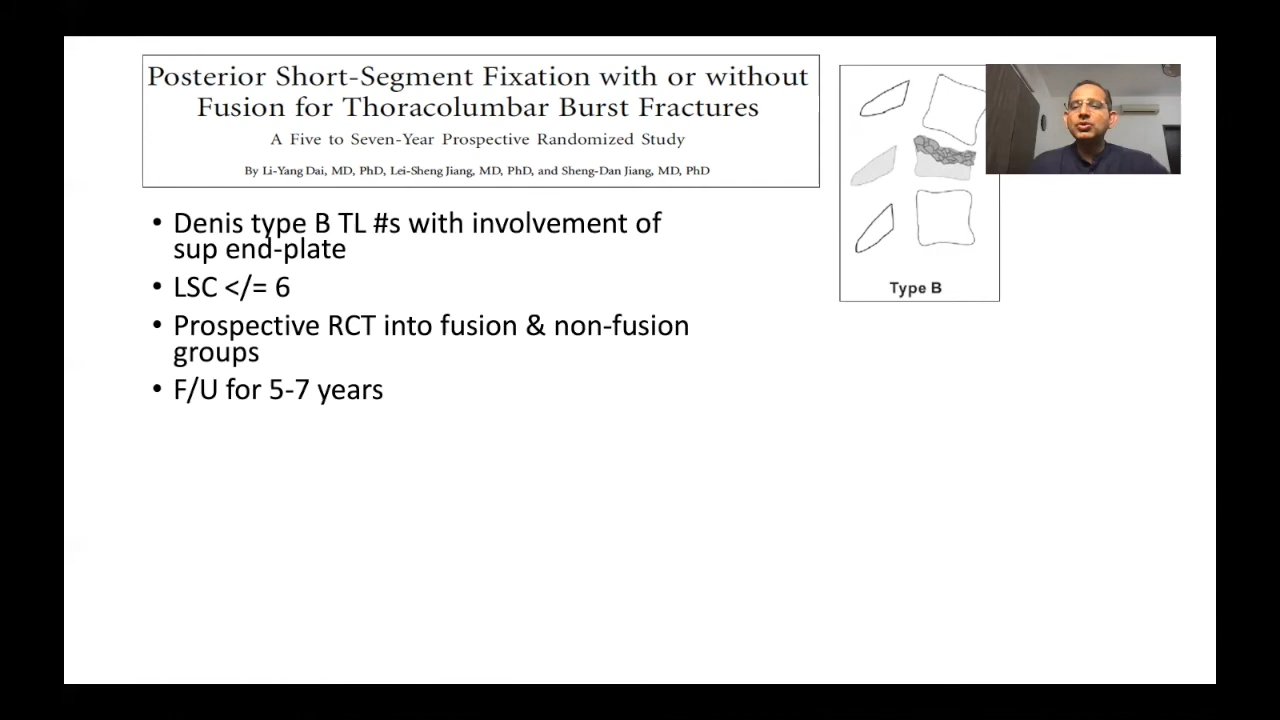 Posterior Short-Segment Fixation with or without
Fusion for Thoracolumbar Burst Fractures
A Five to Seven-Year Prospective Randomized Study
By Li-Yang Dai, MD, PhD, Lei-Sheng Jiang, MD, PhD, and Sheng-Dan Jiang, MD, PhD
• Denis type B TL #s with involvement of
sup end-plate
• LSC </= 6
• Prospective RCT into fusion & non-fusion
groups
• F/U for 5-7 years
Type B